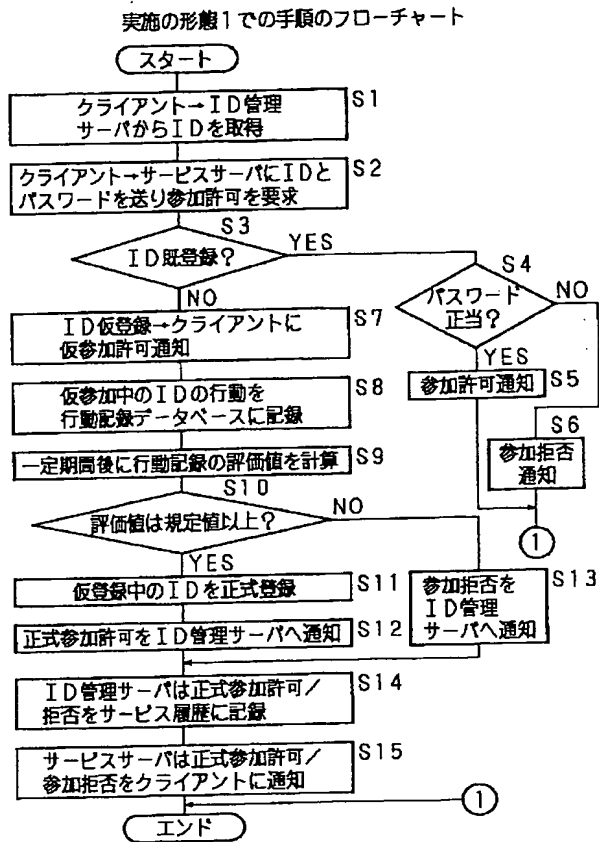 実施の形態1での手順のフローチャート
スタート
クライアント→ID管理
サーバからIDを取得
S1
クライアント→サービスサーバにIDと
パスワードを送り参加許可を要求
S2
S3
ID既登録?
YES
NO
S4
パスワード
正当?
NO
YES
ID仮登録→クライアントに
仮参加許可通知
S7
参加許可通知
S5
仮参加中のIDの行動を
行動記録データベースに記録
S8
S6
参加拒否
通知
一定期間後に行動記録の評価値を計算
S9
S10
評価値は規定値以上?
NO
YES
①
仮登録中のIDを正式登録
S11
参加拒否を
ID管理
サーバへ通知
S13
正式参加許可をID管理サーバへ通知
S12
ID管理サーバは正式参加許可/
拒否をサービス履歴に記録
S14
サービスサーバは正式参加許可/
参加拒否をクライアントに通知
S15
①
エンド